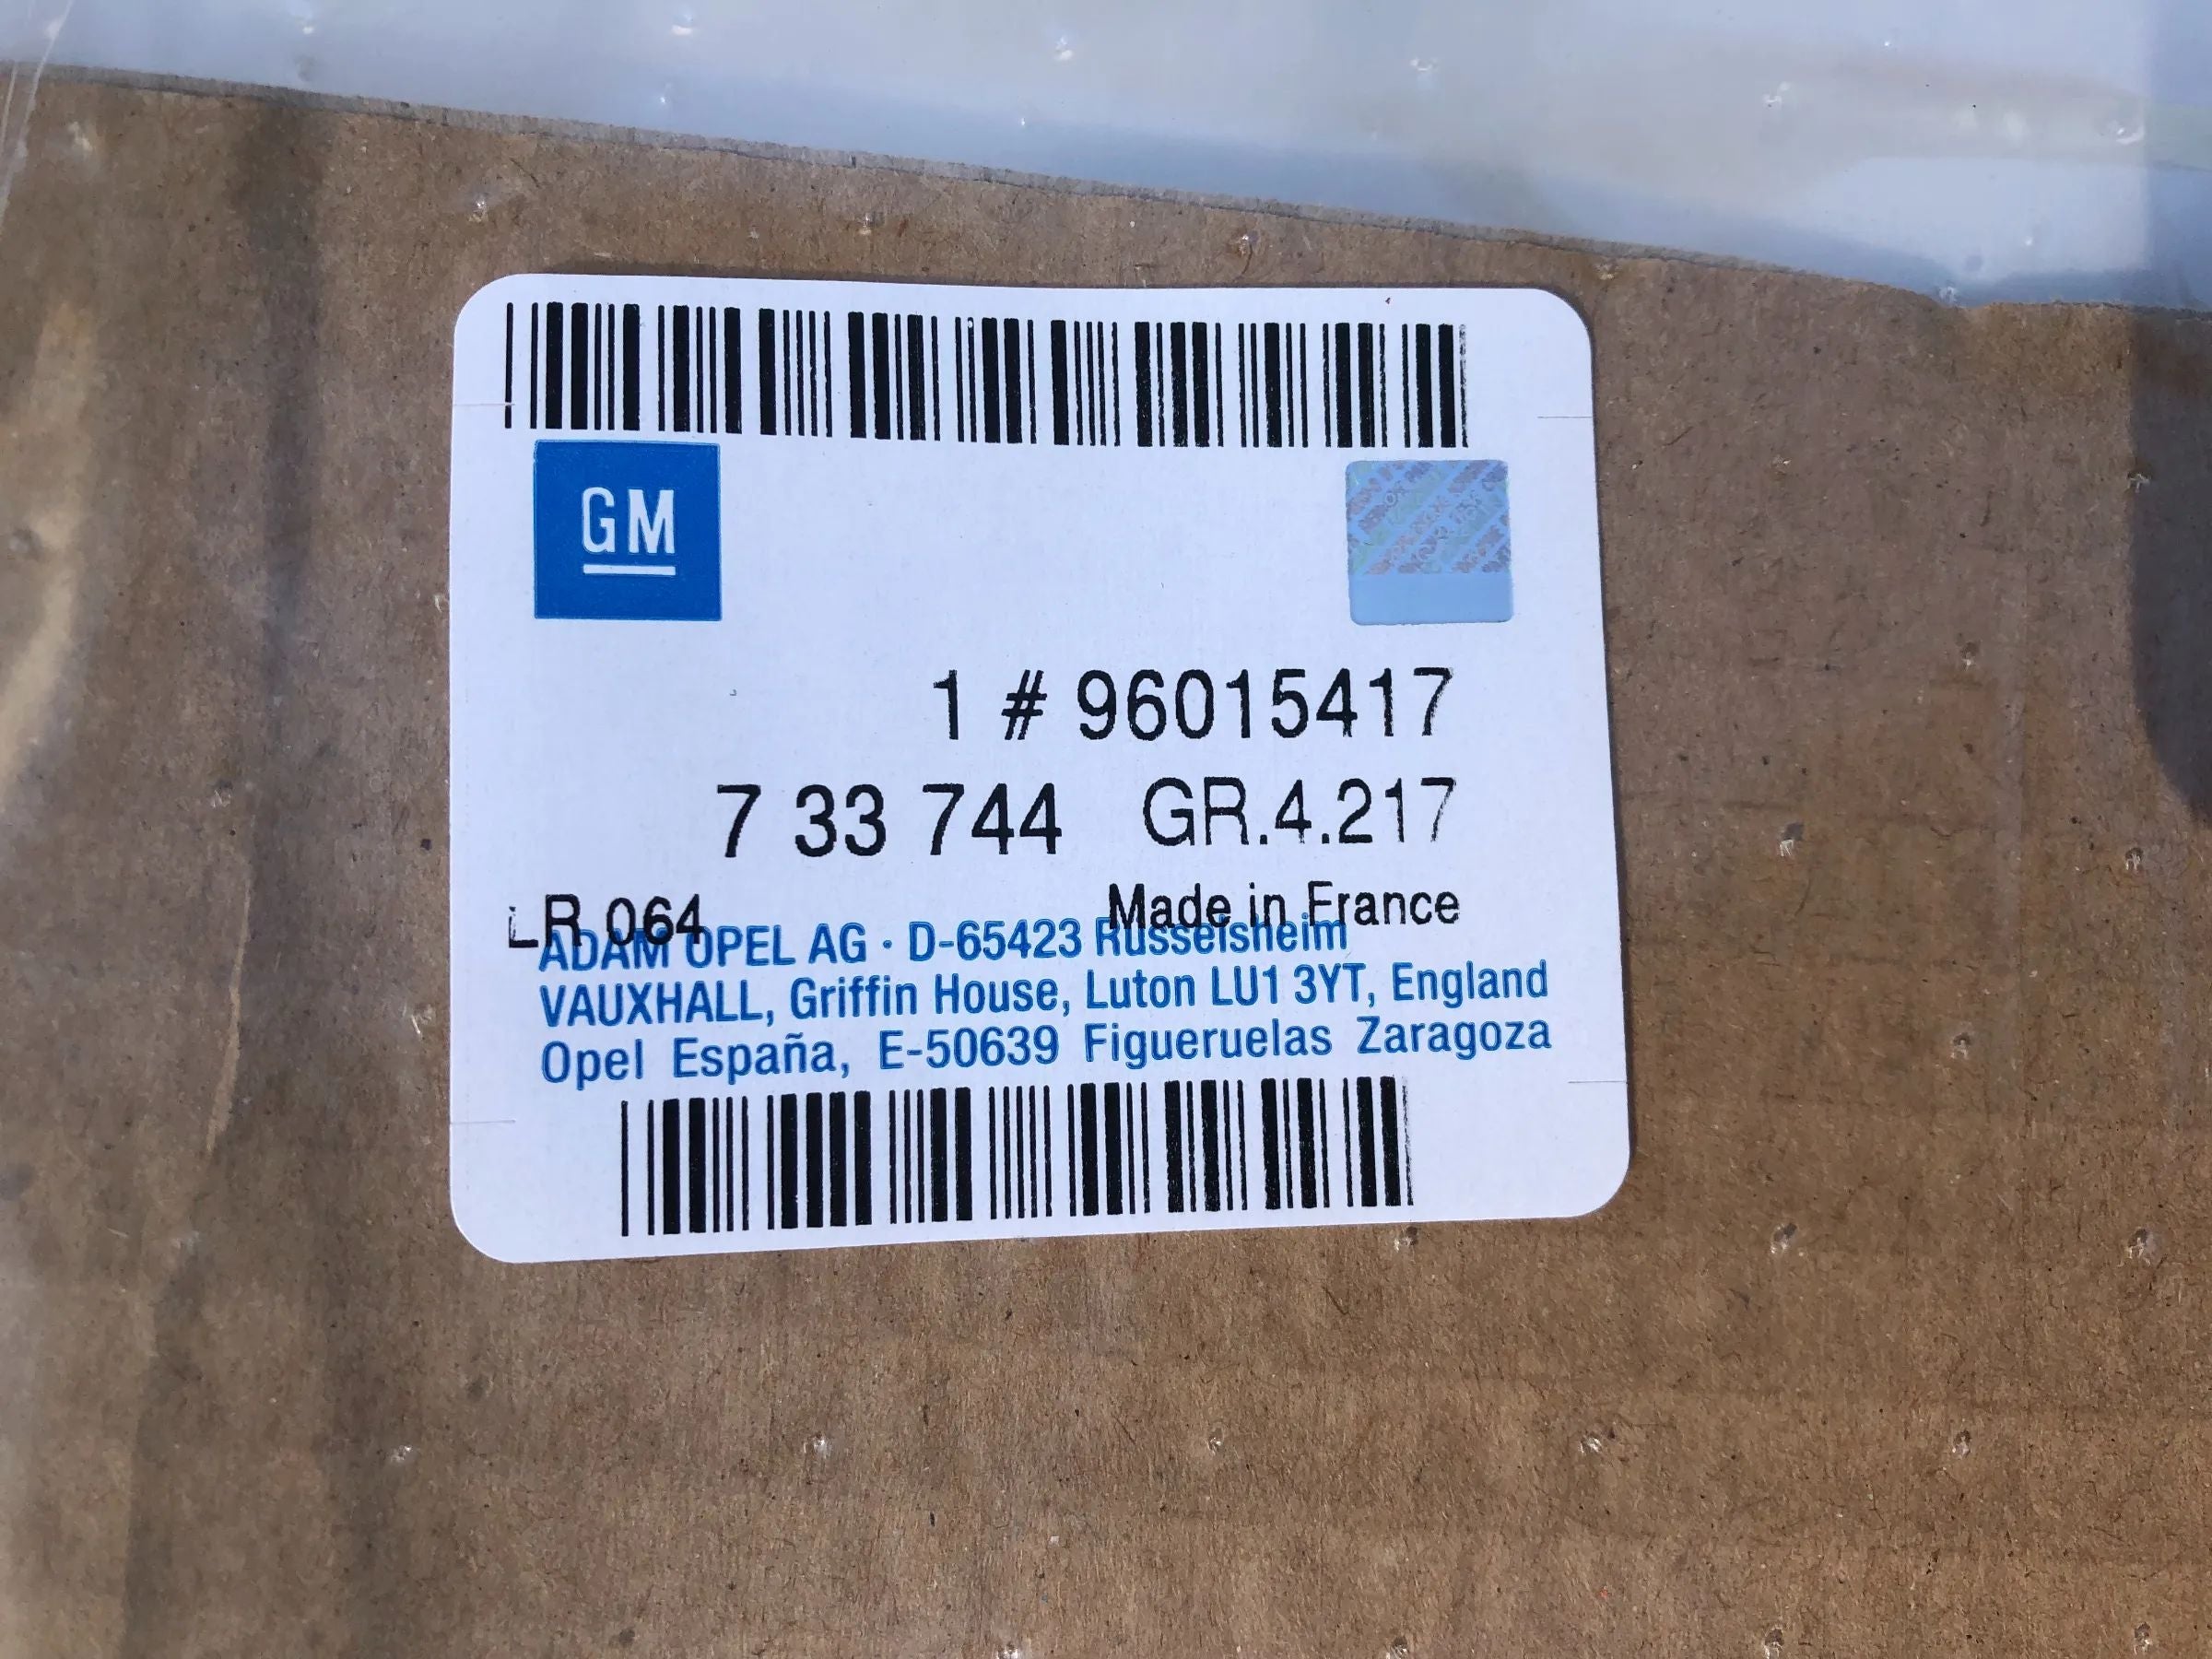 GM
1 # 96015417
7 33 744 GR.4.217
LR 064 Made in France
ADAM OPEL AG · D-65423 Rüsselsheim
VAUXHALL, Griffin House, Luton LU1 3YT, England
Opel España, E-50639 Figueruelas Zaragoza